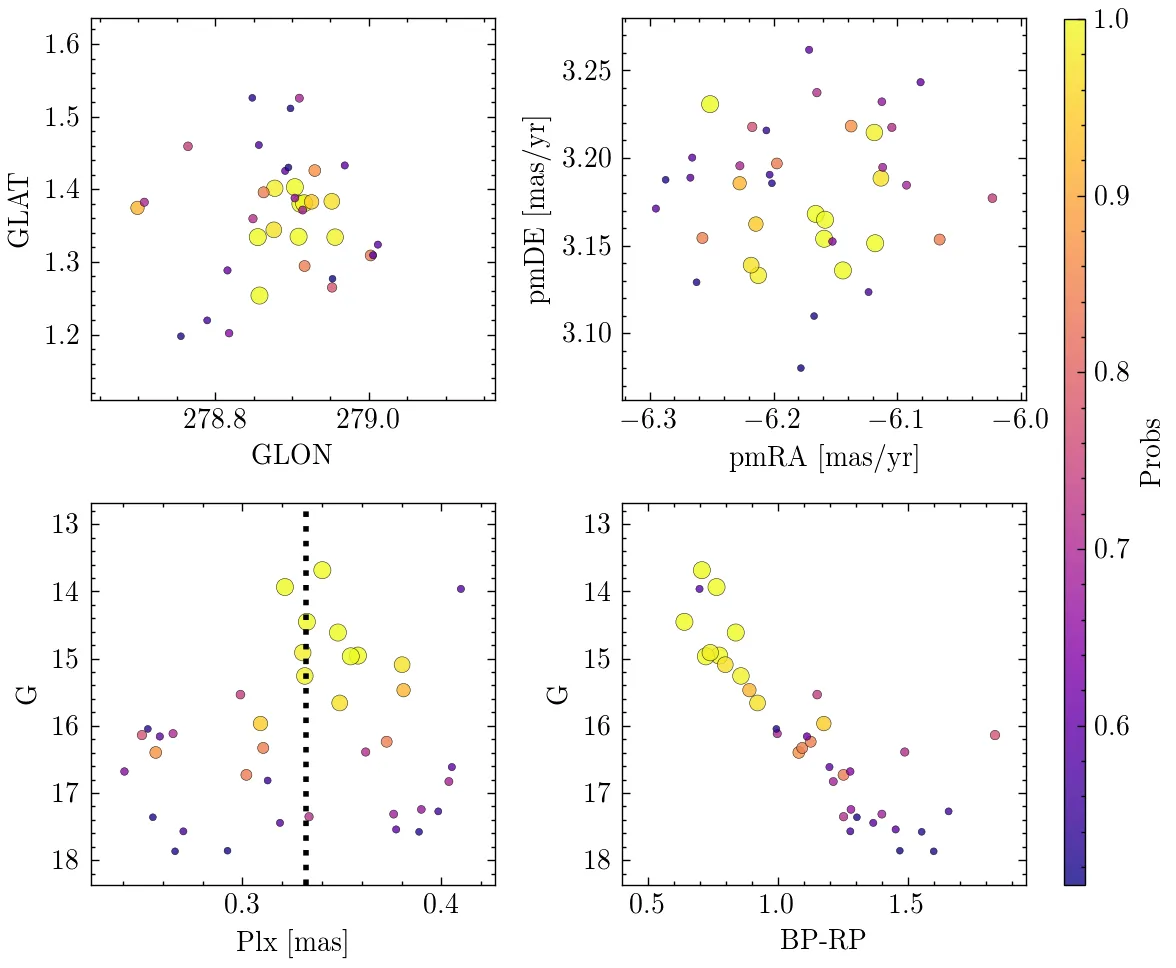 1.6
1.5
1.4
1.3
1.2
GLAT
278.8 279.0
GLON
3.25
3.20
3.15
3.10
pmDE [mas/yr]
−6.3 −6.2 −6.1 −6.0
pmRA [mas/yr]
13
14
15
16
17
18
G
0.3 0.4
Plx [mas]
13
14
15
16
17
18
G
0.5 1.0 1.5
BP-RP
1.0
0.9
0.8
0.7
0.6
Probs